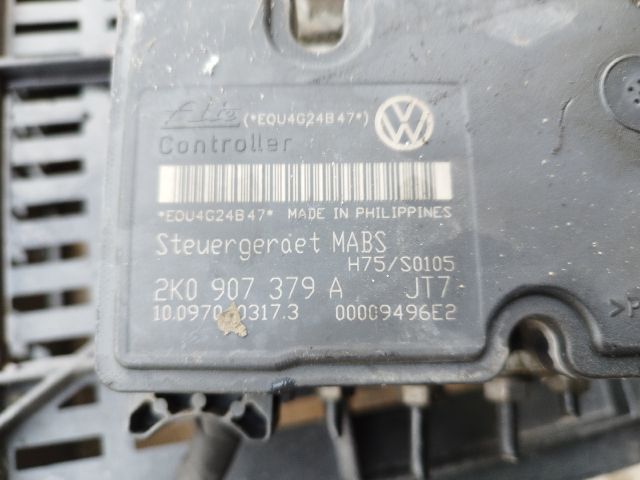 Ate (*EQU4G24B47*)
Controller
*EQU4G24B47* MADE IN PHILIPPINES
Steuergeraet MABS
H75/S0105
2K0 907 379 A JT7
00009496E2
>P